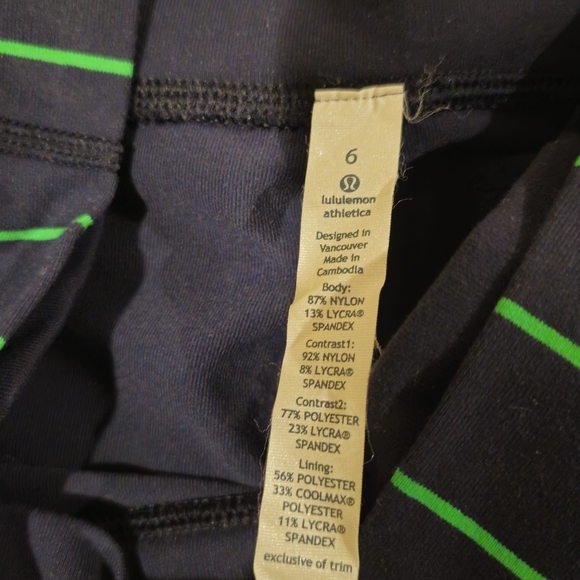 6
lululemon
athletica
Designed in
Vancouver
Made in
Cambodia
Body:
87% NYLON
13% LYCRA®
SPANDEX
Contrast1:
92% NYLON
8% LYCRA®
SPANDEX
Contrast2:
77% POLYESTER
23% LYCRA®
SPANDEX
Lining:
56% POLYESTER
33% COOLMAX®
POLYESTER
11% LYCRA®
SPANDEX
exclusive of trim